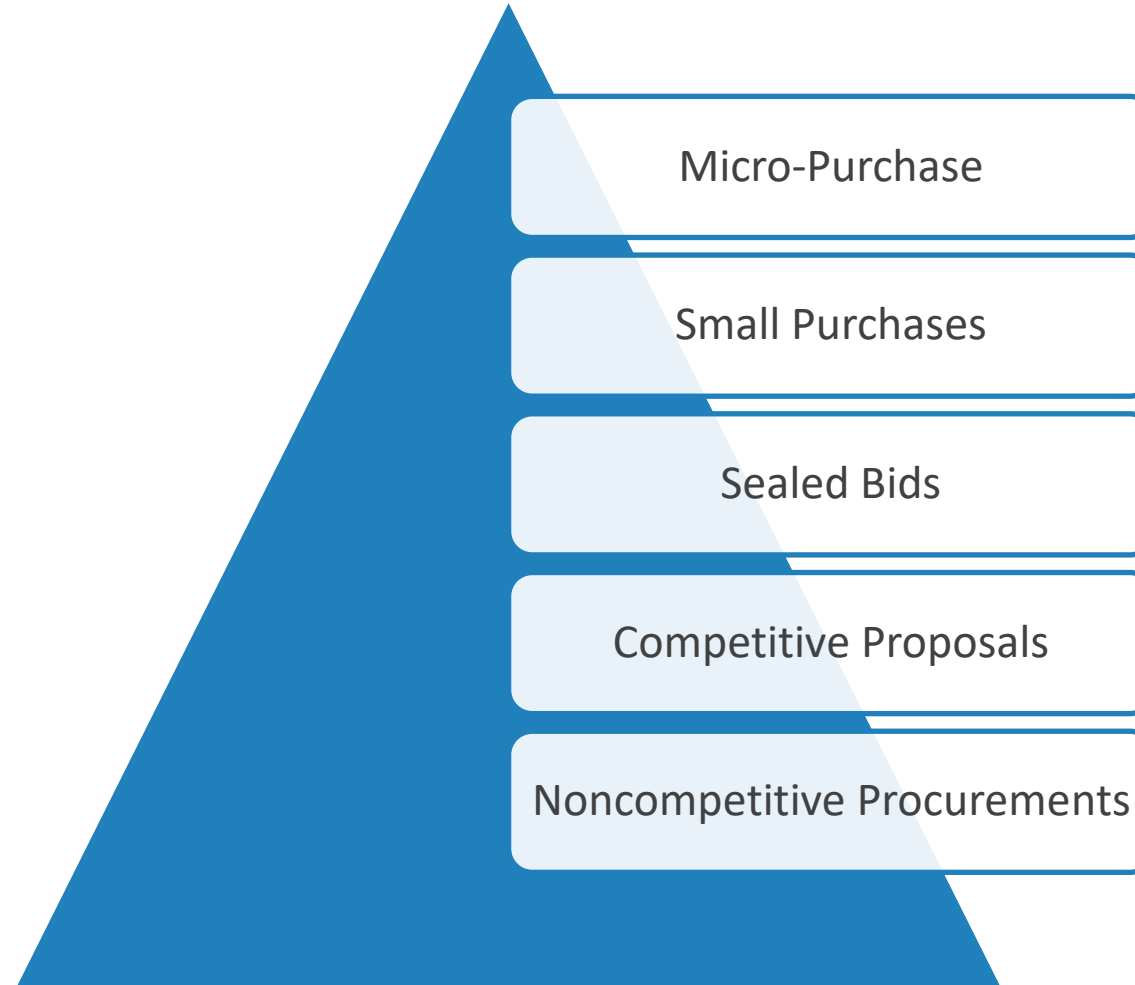 Micro-Purchase
Small Purchases
Sealed Bids
Competitive Proposals
Noncompetitive Procurements